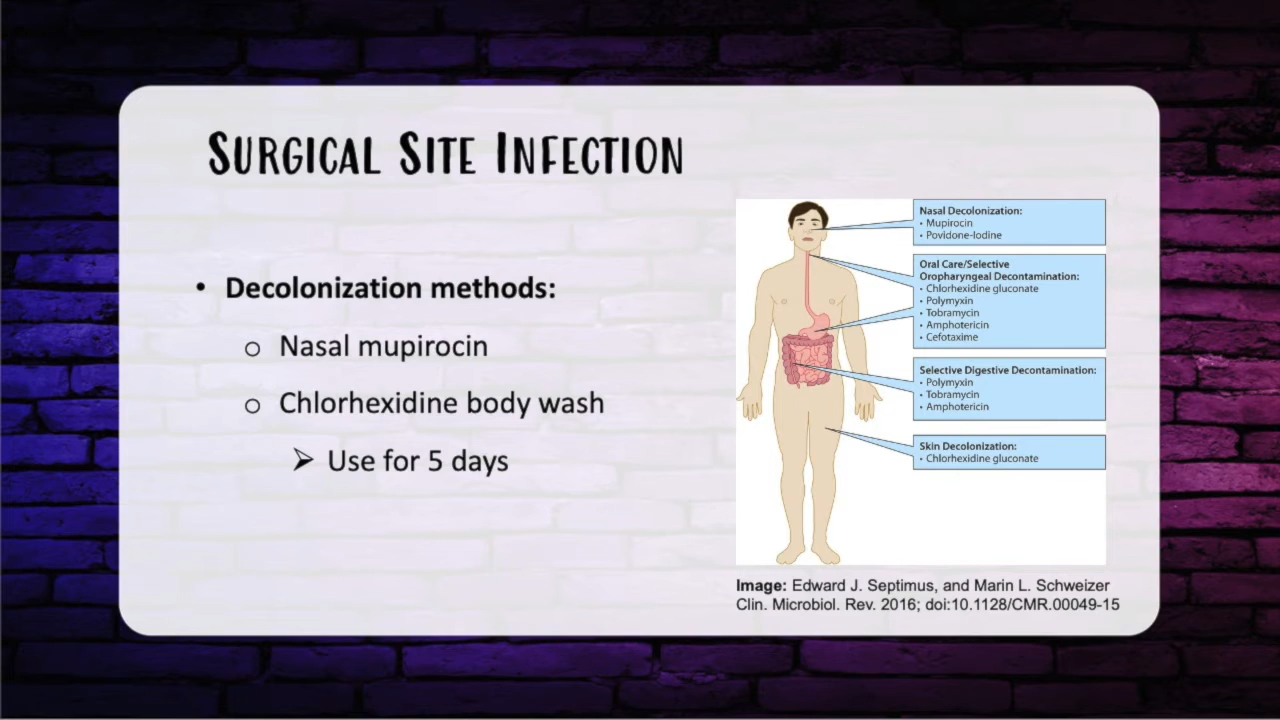 Surgical Site Infection
• Decolonization methods:
o Nasal mupirocin
o Chlorhexidine body wash
➢ Use for 5 days
Nasal Decolonization:
• Mupirocin
• Povidone-Iodine
Oral Care/Selective
Oropharyngeal Decontamination:
• Chlorhexidine gluconate
• Polymyxin
• Tobramycin
• Amphotericin
• Cefotaxime
Selective Digestive Decontamination:
• Polymyxin
• Tobramycin
• Amphotericin
Skin Decolonization:
• Chlorhexidine gluconate
Image: Edward J. Septimus, and Marin L. Schweizer
Clin. Microbiol. Rev. 2016; doi:10.1128/CMR.00049-15